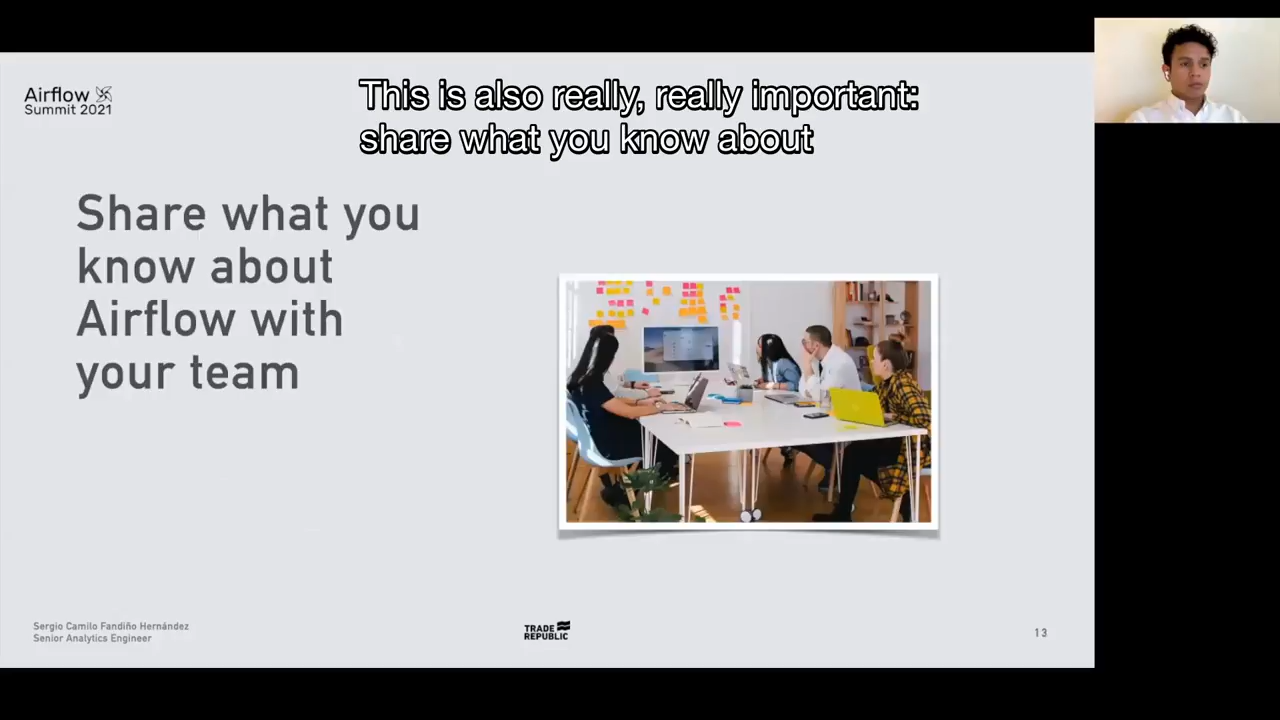 Airflow
Summit 2021
This is also really, really important:
share what you know about
Share what you
know about
Airflow with
your team
Sergio Camilo Fandiño Hernández
Senior Analytics Engineer
TRADE
REPUBLIC
13